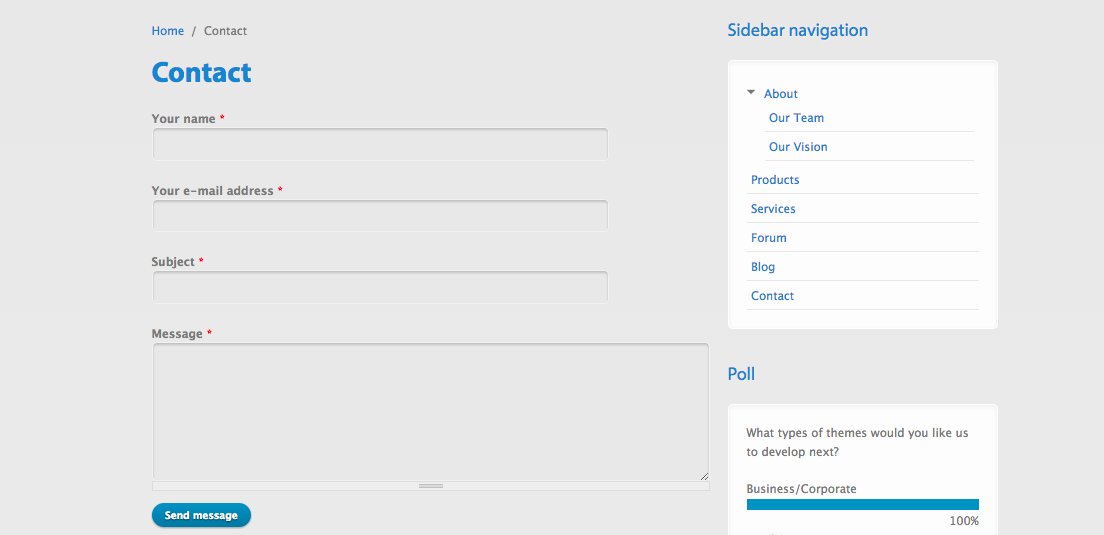 Home / Contact
Contact
Your name *
Your e-mail address *
Subject *
Message *
Send message
Sidebar navigation
About
Our Team
Our Vision
Products
Services
Forum
Blog
Contact
Poll
What types of themes would you like us
to develop next?
Business/Corporate
100%